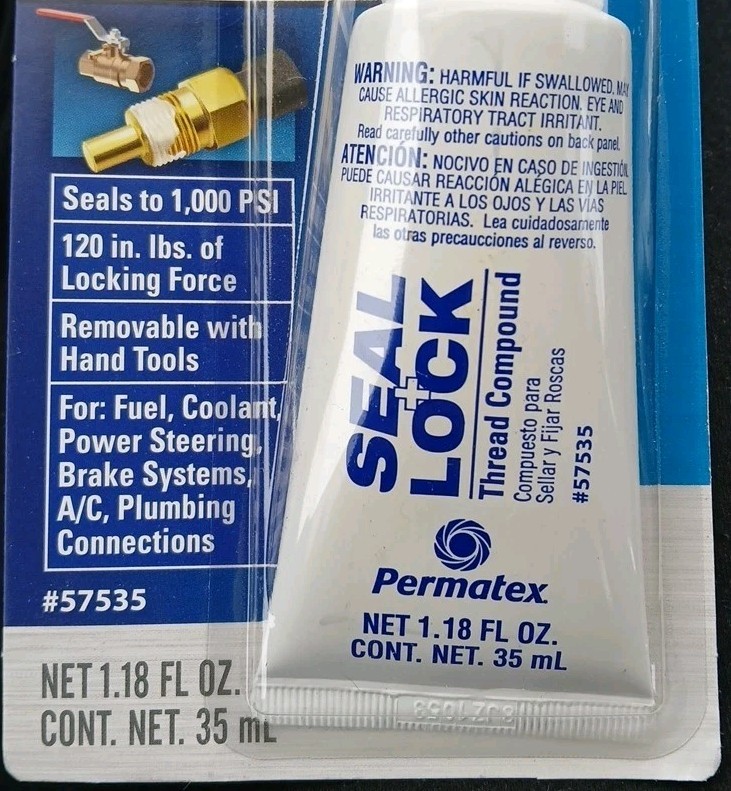 Seals to 1,000 PSI
120 in. lbs. of
Locking Force
Removable with
Hand Tools
For: Fuel, Coolant,
Power Steering,
Brake Systems,
A/C, Plumbing
Connections
#57535
NET 1.18 FL OZ.
CONT. NET. 35 mL
WARNING: HARMFUL IF SWALLOWED, MAY
CAUSE ALLERGIC SKIN REACTION. EYE AND
RESPIRATORY TRACT IRRITANT.
Read carefully other cautions on back panel.
ATENCIÓN: NOCIVO EN CASO DE INGESTIÓN.
PUEDE CAUSAR REACCIÓN ALÉGICA EN LA PIEL.
IRRITANTE A LOS OJOS Y LAS VÍAS
RESPIRATORIAS. Lea cuidadosamente
las otras precaucciones al reverso.
SEAL
+
LOCK
Thread Compound
Compuesto para
Sellar y Fijar Roscas
#57535
Permatex
NET 1.18 FL OZ.
CONT. NET. 35 mL